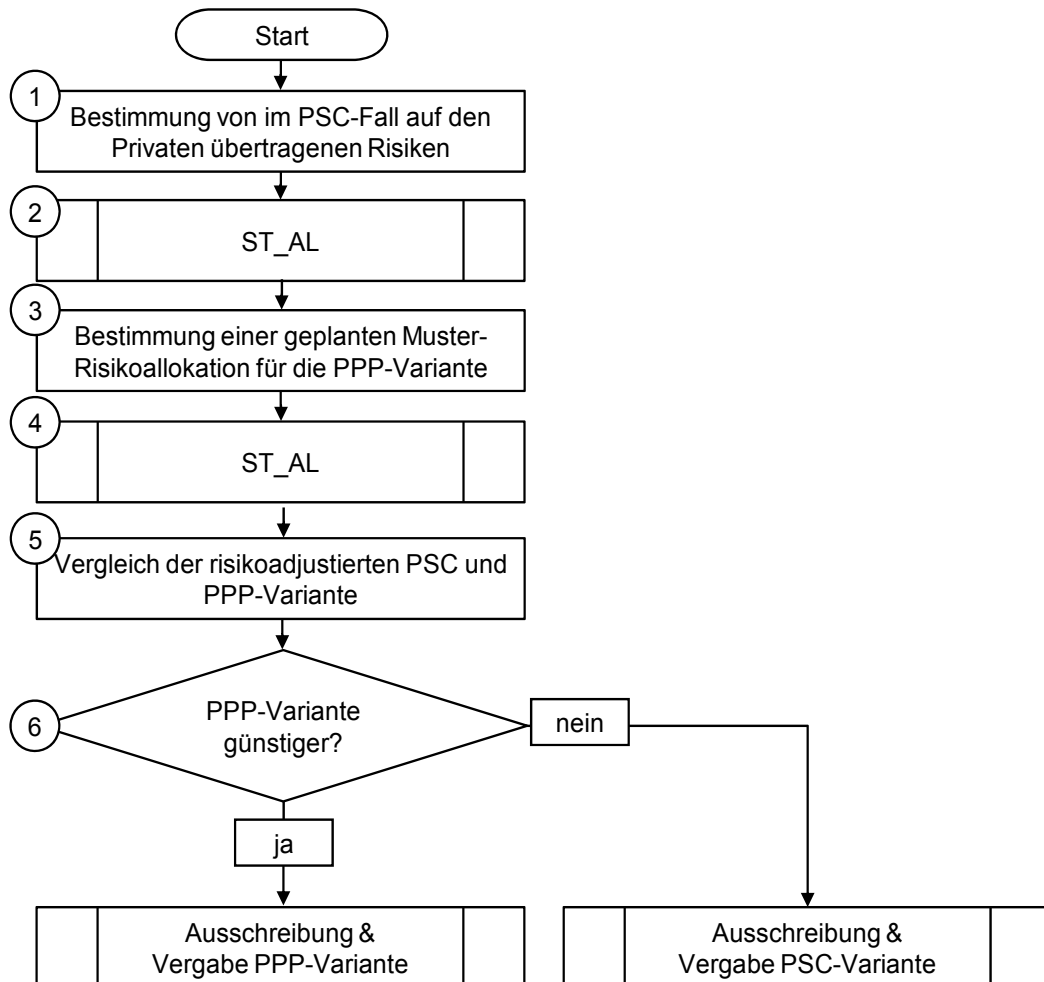 Start
1
Bestimmung von im PSC-Fall auf den
Privaten übertragenen Risiken
2
ST_AL
3
Bestimmung einer geplanten Muster-
Risikoallokation für die PPP-Variante
4
ST_AL
5
Vergleich der risikoadjustierten PSC und
PPP-Variante
6
PPP-Variante
günstiger?
nein
ja
Ausschreibung &
Vergabe PPP-Variante
Ausschreibung &
Vergabe PSC-Variante